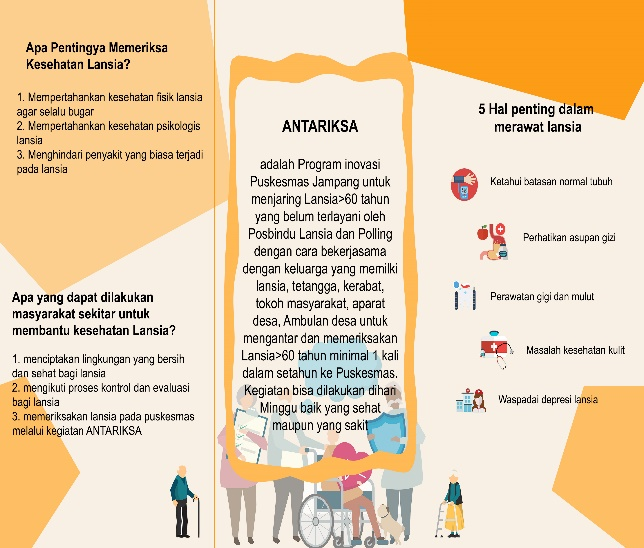 Apa Pentingya Memeriksa
Kesehatan Lansia?
1. Mempertahankan kesehatan fisik lansia
agar selalu bugar
2. Mempertahankan kesehatan psikologis
lansia
3. Menghindari penyakit yang biasa terjadi
pada lansia
Apa yang dapat dilakukan
masyarakat sekitar untuk
membantu kesehatan Lansia?
1. menciptakan lingkungan yang bersih
dan sehat bagi lansia
2. mengikuti proses kontrol dan evaluasi
bagi lansia
3. memeriksakan lansia pada puskesmas
melalui kegiatan ANTARIKSA
ANTARIKSA
adalah Program inovasi
Puskesmas Jampang untuk
menjaring Lansia>60 tahun
yang belum terlayani oleh
Posbindu Lansia dan Polling
dengan cara bekerjasama
dengan keluarga yang memilki
lansia, tetangga, kerabat,
tokoh masyarakat, aparat
desa, Ambulan desa untuk
mengantar dan memeriksakan
Lansia>60 tahun minimal 1 kali
dalam setahun ke Puskesmas.
Kegiatan bisa dilakukan dihari
Minggu baik yang sehat
maupun yang sakit
5 Hal penting dalam
merawat lansia
Ketahui batasan normal tubuh
Perhatikan asupan gizi
Perawatan gigi dan mulut
Masalah kesehatan kulit
Waspadai depresi lansia